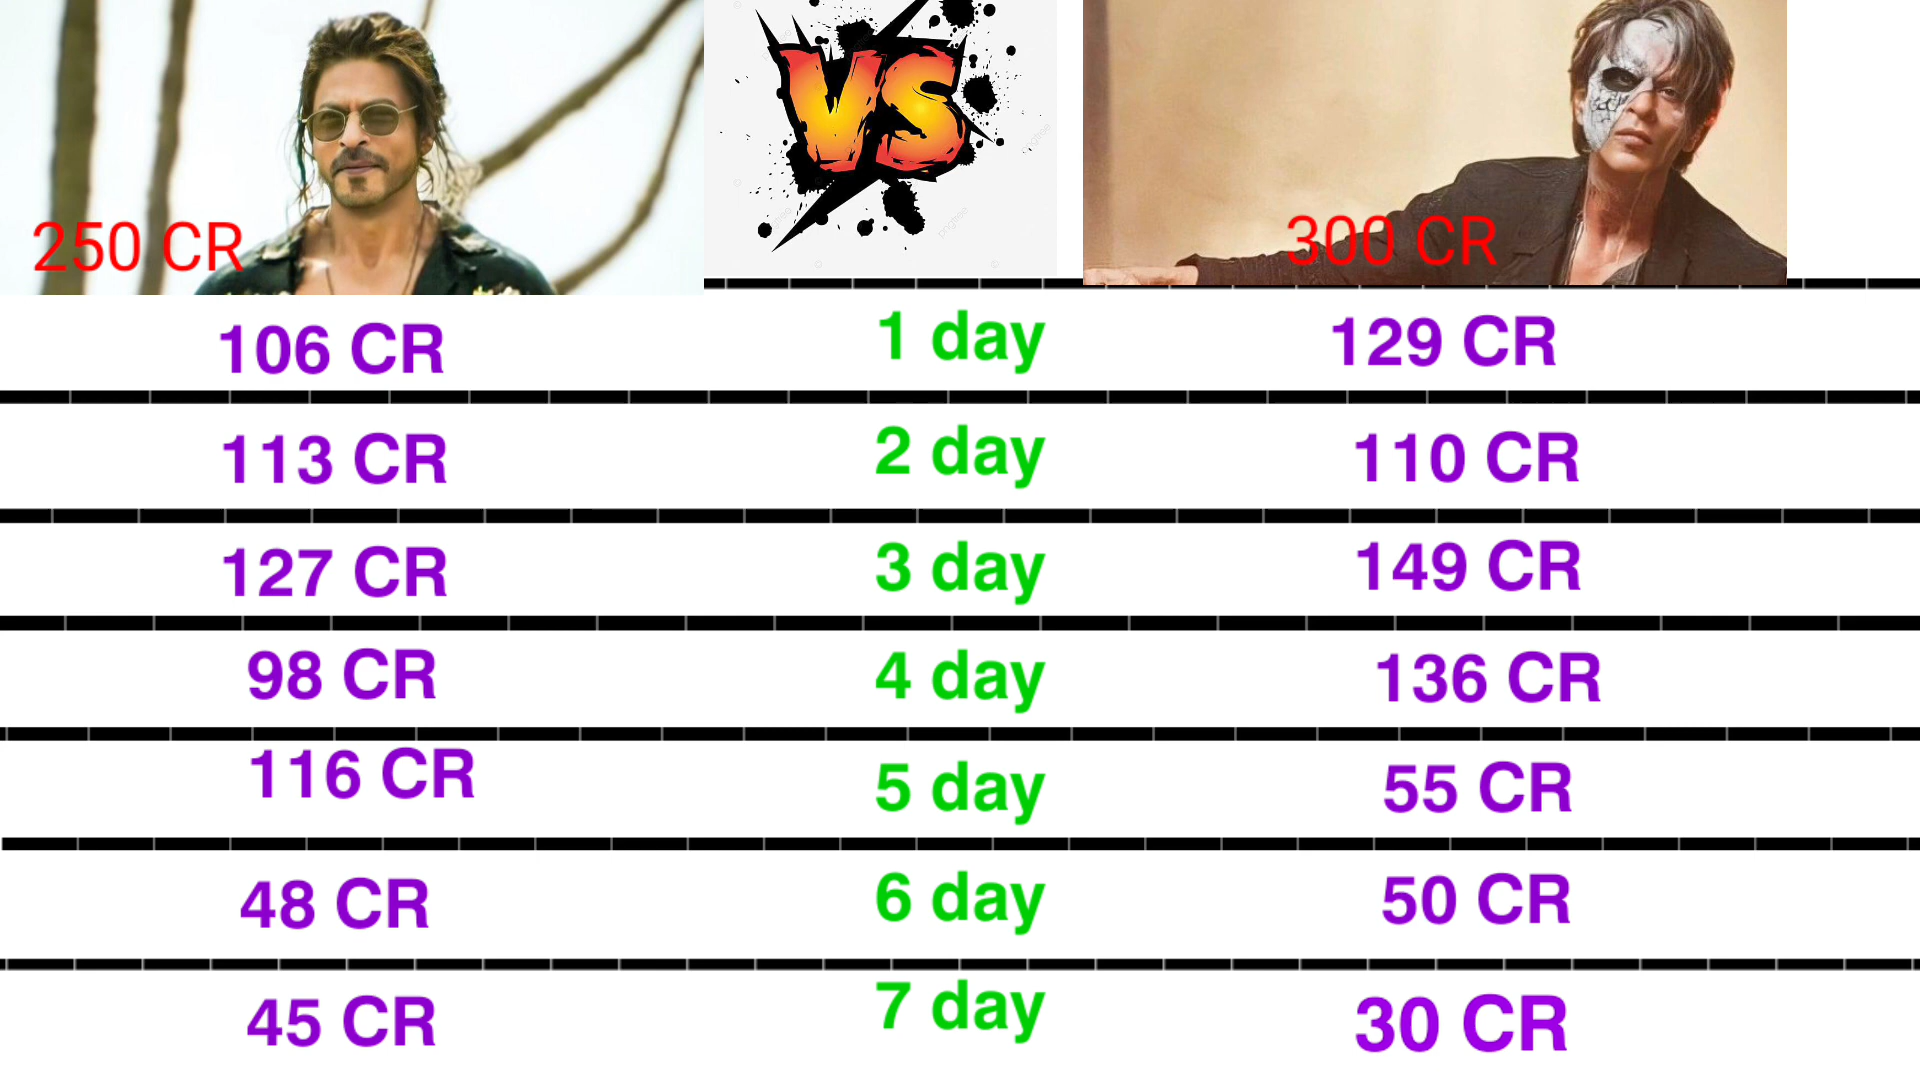 250 CR
VS
300 CR
106 CR 1 day 129 CR
113 CR 2 day 110 CR
127 CR 3 day 149 CR
98 CR 4 day 136 CR
116 CR 5 day 55 CR
48 CR 6 day 50 CR
45 CR 7 day 30 CR